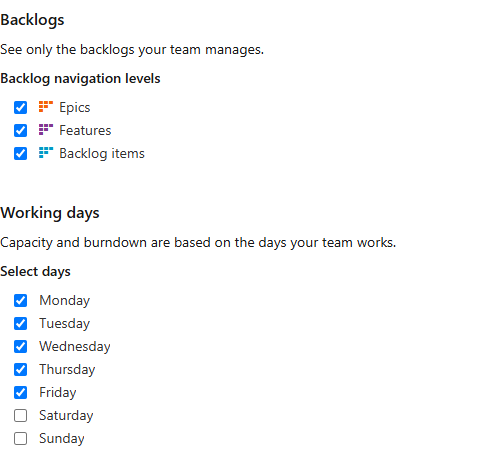 Backlogs
See only the backlogs your team manages.
Backlog navigation levels
Epics
Features
Backlog items
Working days
Capacity and burndown are based on the days your team works.
Select days
Monday
Tuesday
Wednesday
Thursday
Friday
Saturday
Sunday